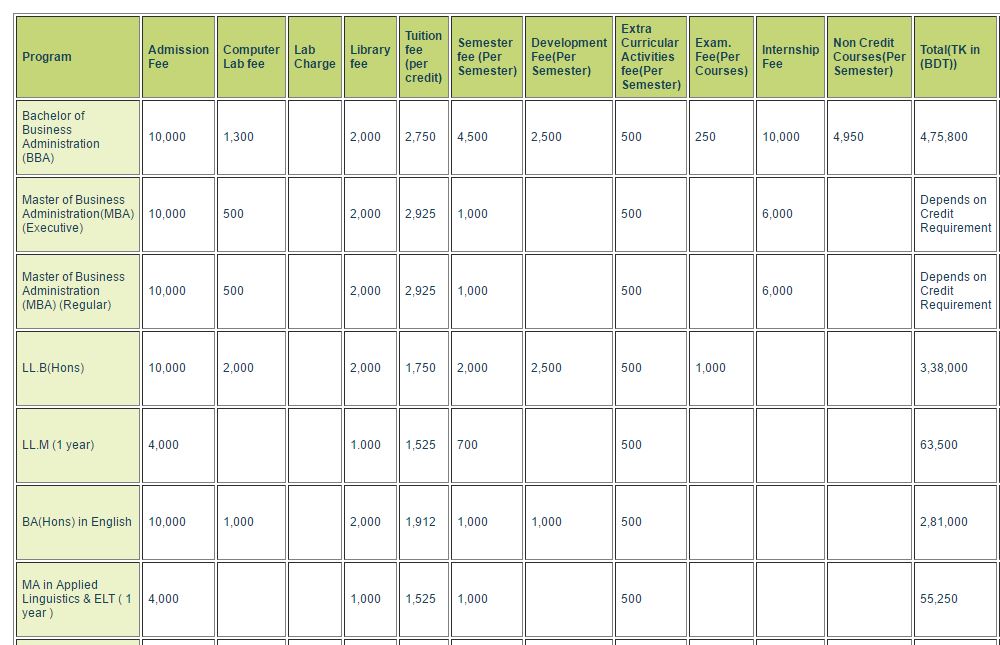 Program Admission Fee Computer Lab fee Lab Charge Library fee Tuition fee (per credit) Semester fee (Per Semester) Development Fee(Per Semester) Extra Curricular Activities fee(Per Semester) Exam. Fee(Per Courses) Internship Fee Non Credit Courses(Per Semester) Total(TK in (BDT))
Bachelor of Business Administration (BBA) 10,000 1,300 2,000 2,750 4,500 2,500 500 250 10,000 4,950 4,75,800
Master of Business Administration(MBA) (Executive) 10,000 500 2,000 2,925 1,000 500 6,000 Depends on Credit Requirement
Master of Business Administration (MBA) (Regular) 10,000 500 2,000 2,925 1,000 500 6,000 Depends on Credit Requirement
LL.B(Hons) 10,000 2,000 2,000 1,750 2,000 2,500 500 1,000 3,38,000
LL.M (1 year) 4,000 1.000 1,525 700 500 63,500
BA(Hons) in English 10,000 1,000 2,000 1,912 1,000 1,000 500 2,81,000
MA in Applied Linguistics & ELT ( 1 year ) 4,000 1,000 1,525 1,000 500 55,250